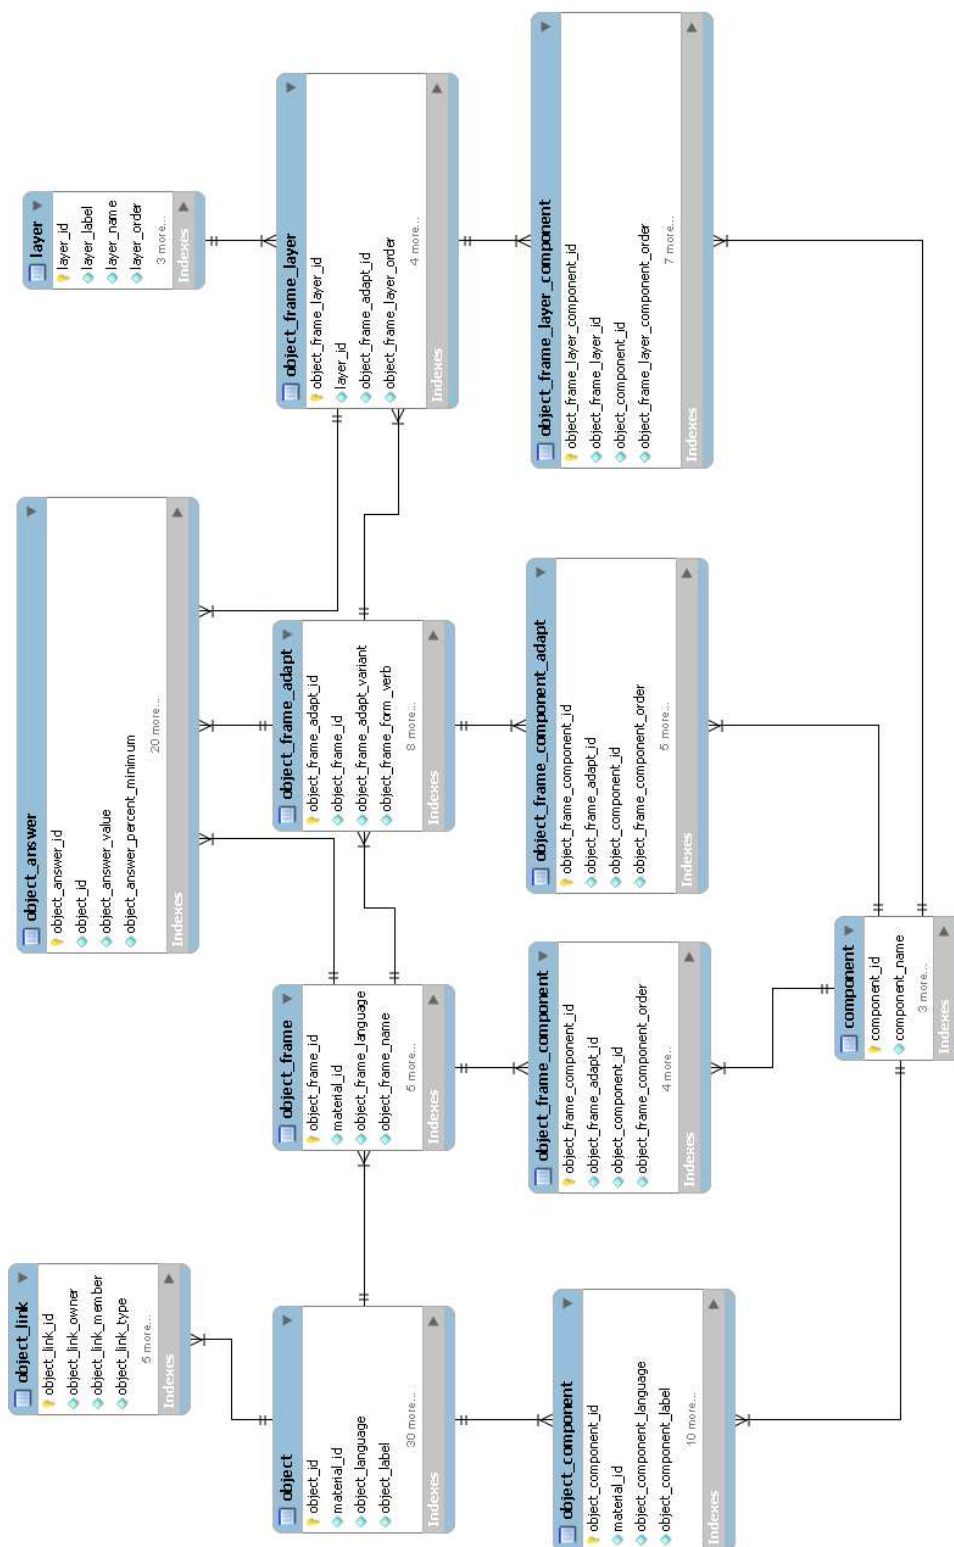 object_link
object_link_id
object_link_owner
object_link_member
object_link_type
5 more...
Indexes
object_answer
object_answer_id
object_id
object_answer_value
object_answer_percent_minimum
20 more...
Indexes
layer
layer_id
layer_label
layer_name
layer_order
3 more...
Indexes
object
object_id
material_id
object_language
object_label
30 more...
Indexes
object_frame
object_frame_id
material_id
object_frame_language
object_frame_name
5 more...
Indexes
object_frame_adapt
object_frame_adapt_id
object_frame_id
object_frame_adapt_variant
object_frame_form_verb
8 more...
Indexes
object_frame_layer
object_frame_layer_id
layer_id
object_frame_adapt_id
object_frame_layer_order
4 more...
Indexes
object_component
object_component_id
material_id
object_component_language
object_component_label
10 more...
Indexes
object_frame_component
object_frame_component_id
object_frame_adapt_id
object_component_id
object_frame_component_order
4 more...
Indexes
object_frame_component_adapt
object_frame_component_id
object_frame_adapt_id
object_component_id
object_frame_component_order
5 more...
Indexes
object_frame_layer_component
object_frame_layer_component_id
object_frame_layer_id
object_component_id
object_frame_layer_component_order
7 more...
Indexes
component
component_id
component_name
3 more...
Indexes